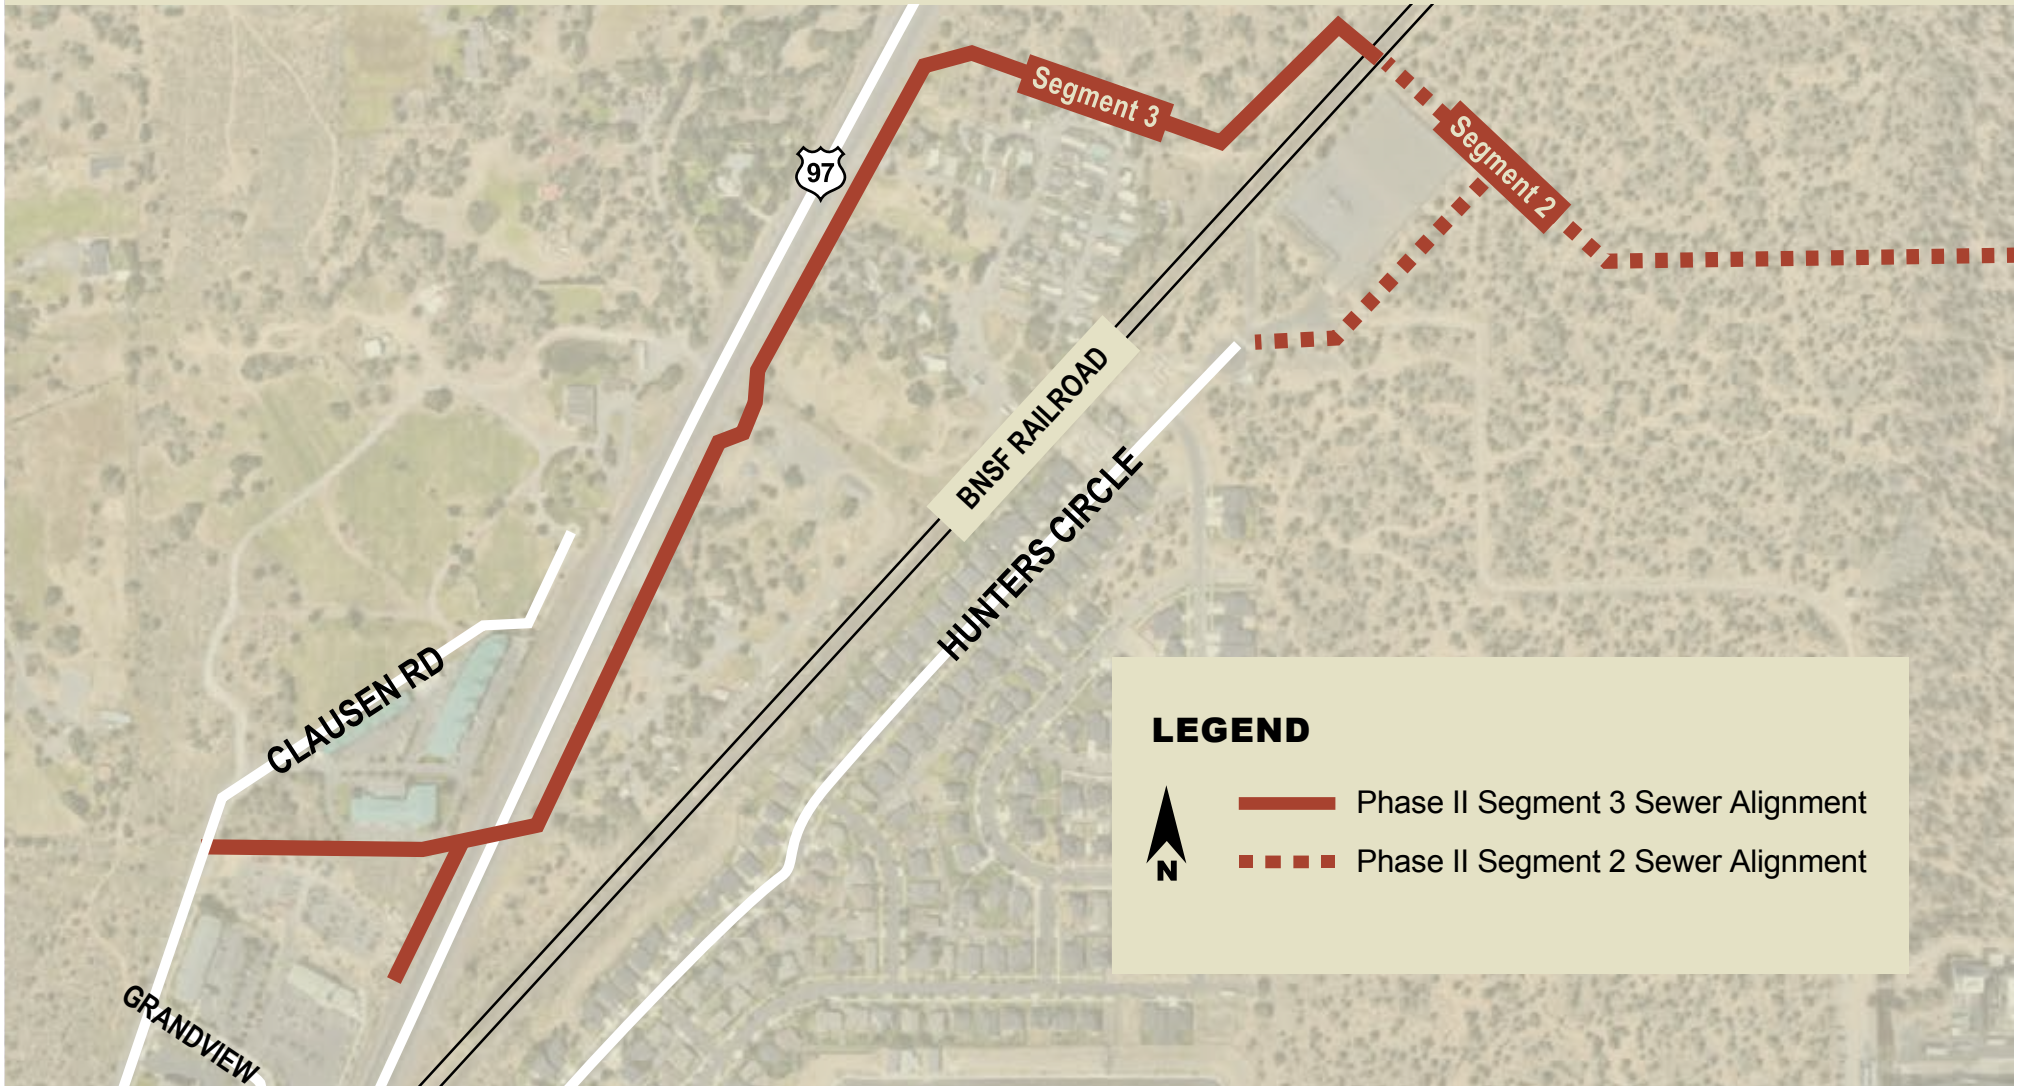 Segment 3
Segment 2
97
BNSF RAILROAD
HUNTERS CIRCLE
CLAUSEN RD
GRANDVIEW
LEGEND
N
Phase II Segment 3 Sewer Alignment
Phase II Segment 2 Sewer Alignment